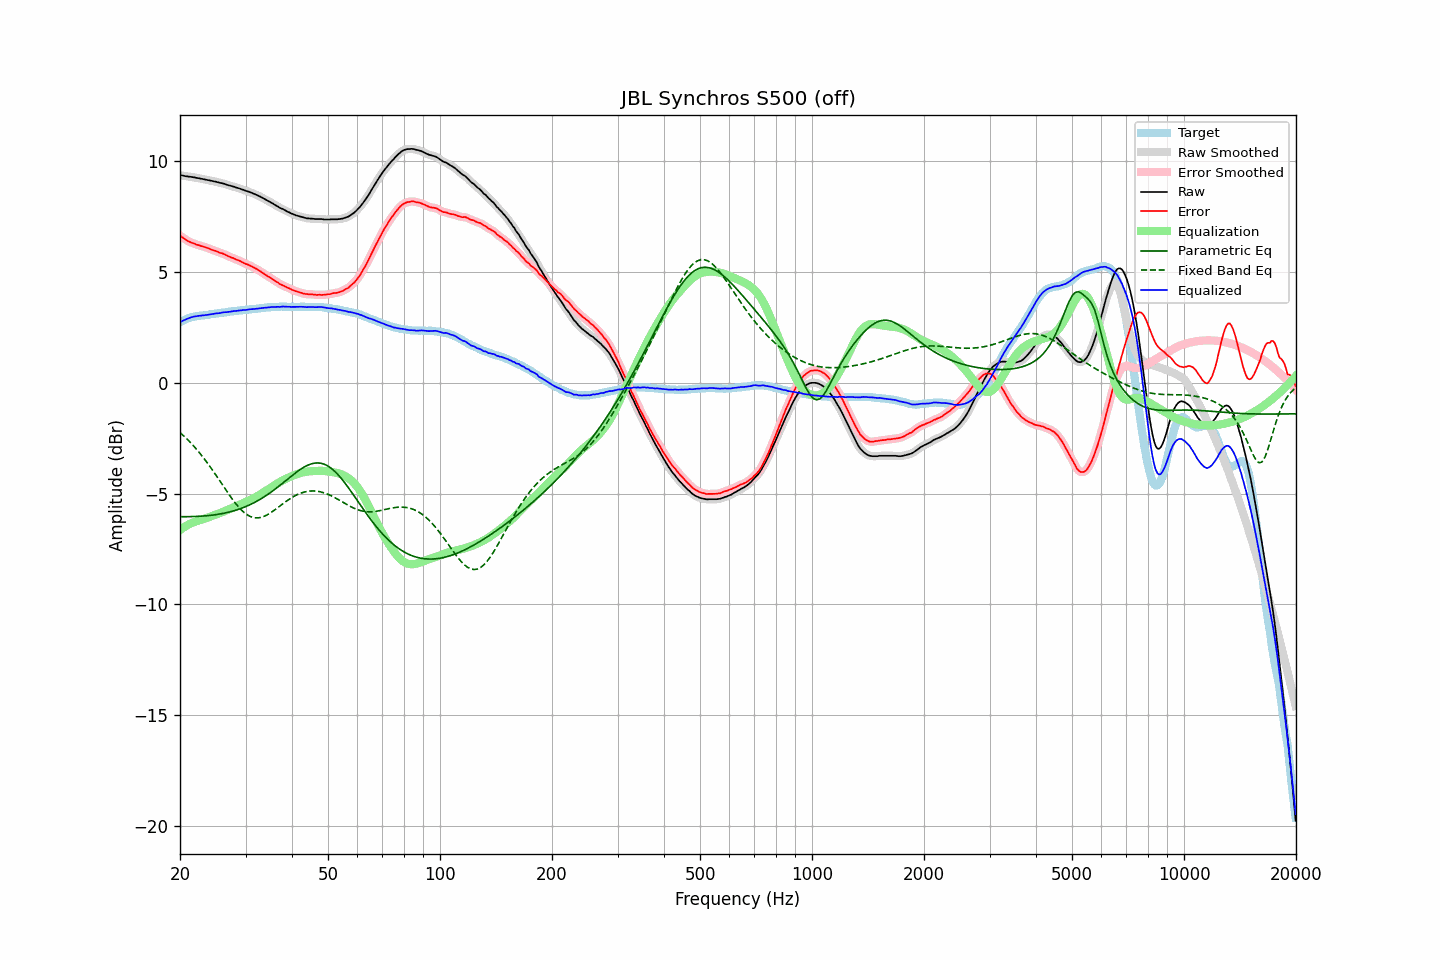 JBL Synchros S500 (off)
Target
Raw Smoothed
Error Smoothed
Raw
Error
Equalization
Parametric Eq
Fixed Band Eq
Equalized
Amplitude (dBr)
10
5
0
−5
−10
−15
−20
20 50 100 200 500 1000 2000 5000 10000 20000
Frequency (Hz)